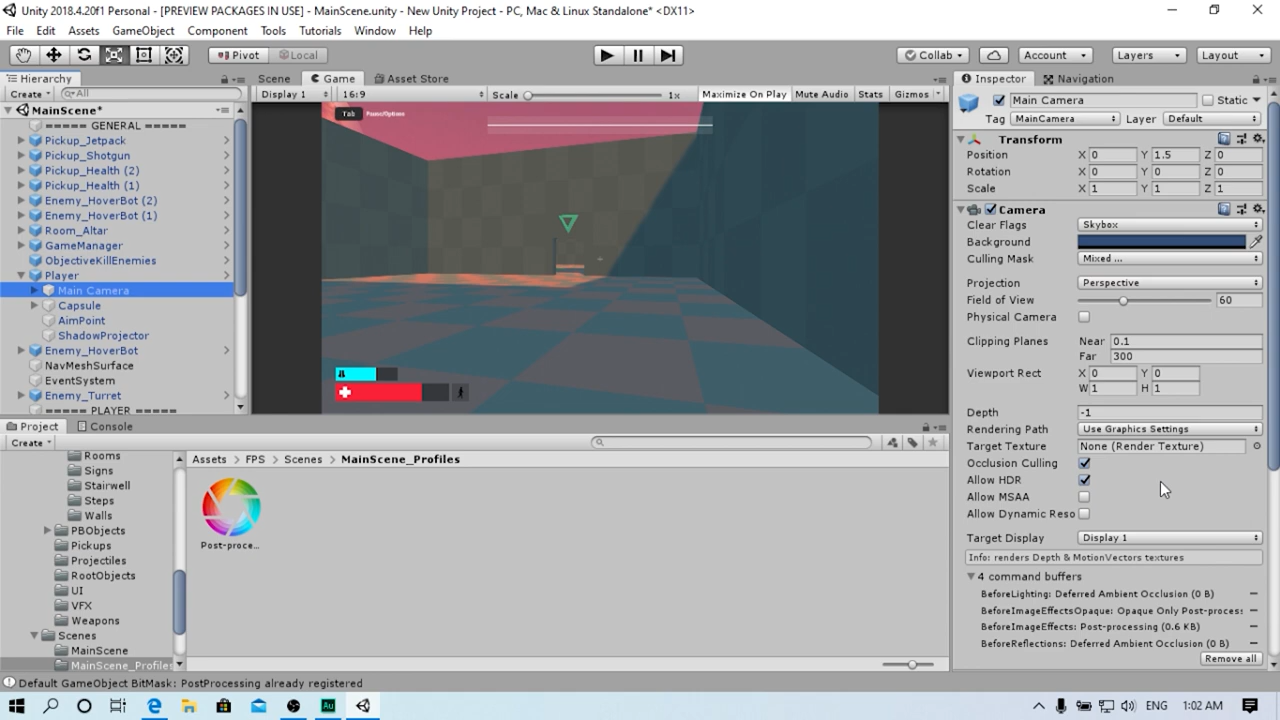 Unity 2018.4.20f1 Personal - [PREVIEW PACKAGES IN USE] - MainScene.unity - New Unity Project - PC, Mac & Linux Standalone* <DX11>
File Edit Assets GameObject Component Tools Tutorials Window Help
Pivot Local Collab Account Layers Layout
Hierarchy Scene Game Asset Store Inspector Navigation
Create All Display 1 16:9 Scale 1x Maximize On Play Mute Audio Stats Gizmos
MainScene*
===== GENERAL =====
Pickup_Jetpack
Pickup_Shotgun
Pickup_Health (2)
Pickup_Health (1)
Enemy_HoverBot (2)
Enemy_HoverBot (1)
Room_Altar
GameManager
ObjectiveKillEnemies
Player
Main Camera
Capsule
AimPoint
ShadowProjector
Enemy_HoverBot
NavMeshSurface
EventSystem
Enemy_Turret
===== PLAYER =====
Tab Pause/Options
Main Camera Static
Tag MainCamera Layer Default
Transform
Position X 0 Y 1.5 Z 0
Rotation X 0 Y 0 Z 0
Scale X 1 Y 1 Z 1
Camera
Clear Flags Skybox
Background
Culling Mask Mixed ...
Projection Perspective
Field of View 60
Physical Camera
Clipping Planes Near 0.1
Far 300
Viewport Rect X 0 Y 0
W 1 H 1
Depth -1
Rendering Path Use Graphics Settings
Target Texture None (Render Texture)
Occlusion Culling
Allow HDR
Allow MSAA
Allow Dynamic Reso
Target Display Display 1
Info: renders Depth & MotionVectors textures
4 command buffers
BeforeLighting: Deferred Ambient Occlusion (0 B)
BeforeImageEffectsOpaque: Opaque Only Post-proces:
BeforeImageEffects: Post-processing (0.6 KB)
BeforeReflections: Deferred Ambient Occlusion (0 B)
Remove all
Project Console
Create
Rooms
Signs
Stairwell
Steps
Walls
PBObjects
Pickups
Projectiles
RootObjects
UI
VFX
Weapons
Scenes
MainScene
MainScene_Profiles
Assets FPS Scenes MainScene_Profiles
Post-proce...
Default GameObject BitMask: PostProcessing already registered
Au ENG 1:02 AM